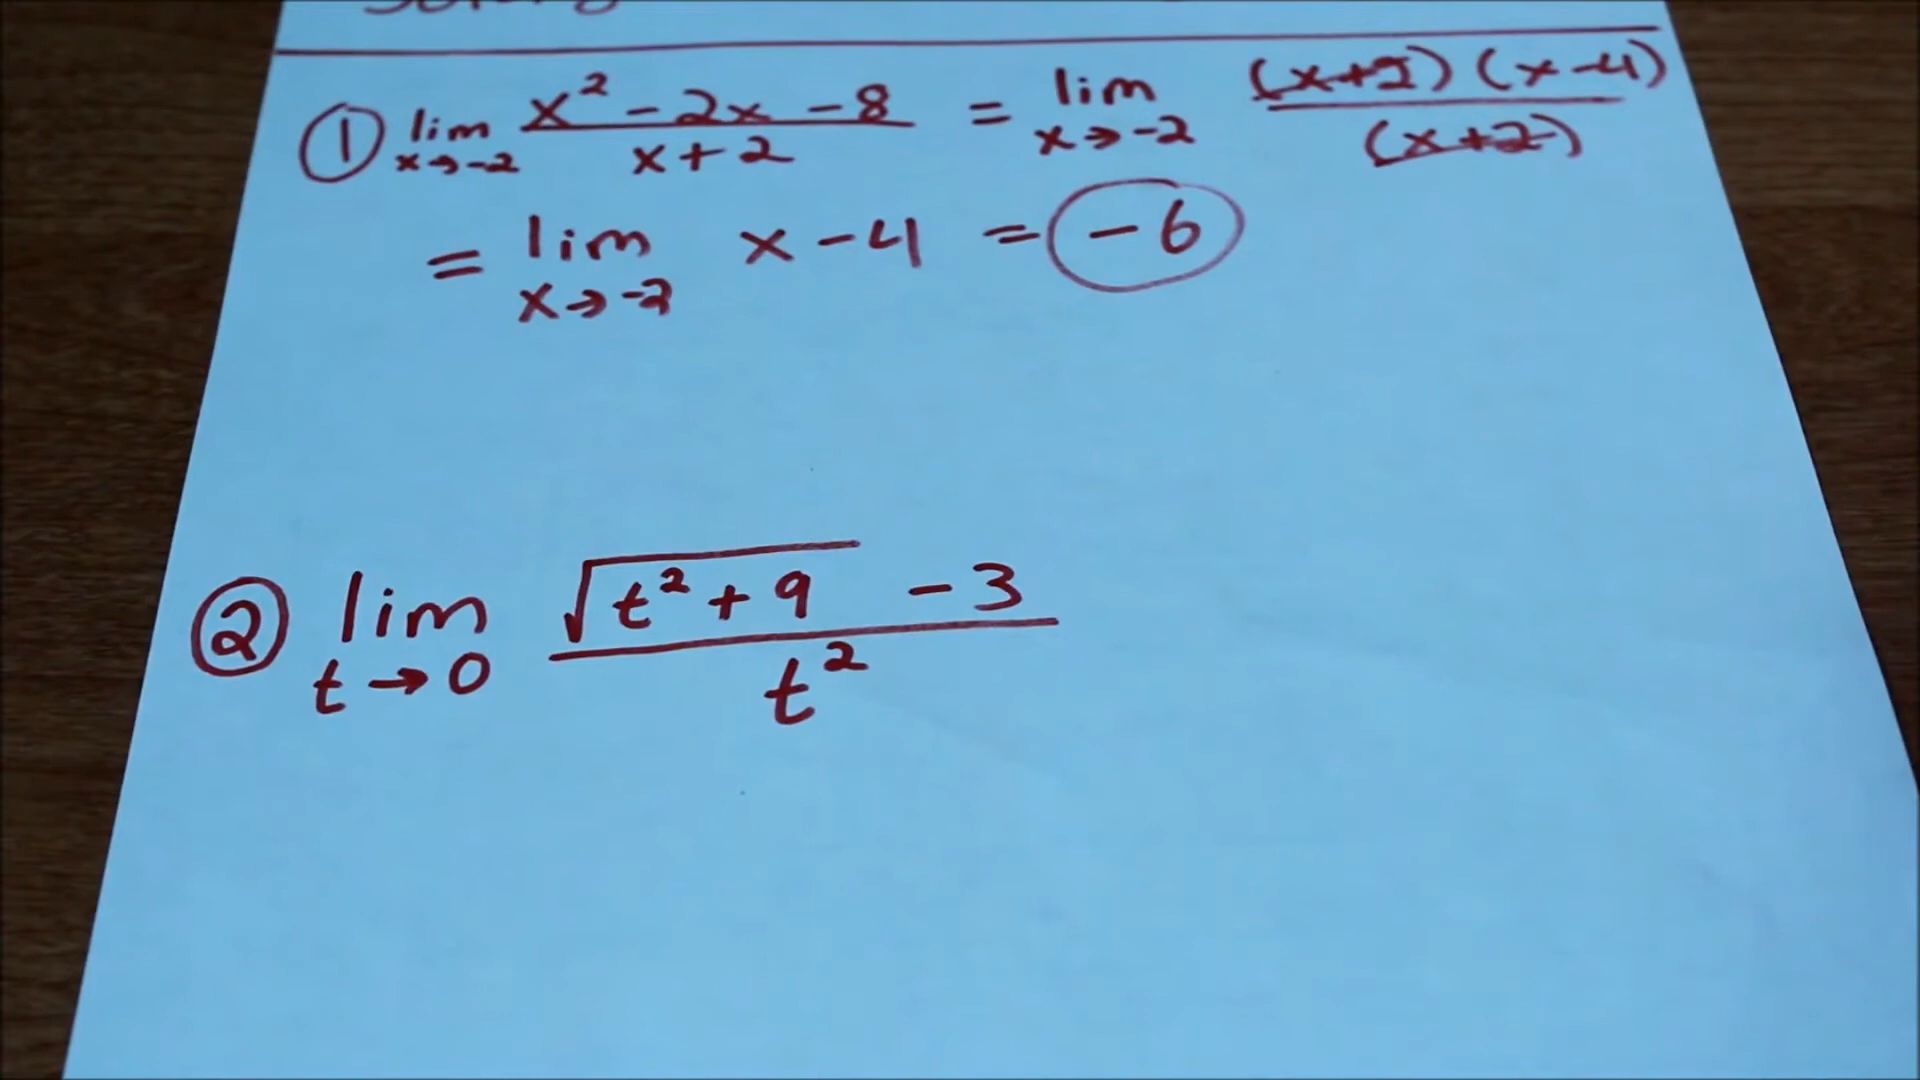 ① lim x→-2 x² - 2x - 8 / x + 2 = lim x→-2 (x+2)(x-4) / (x+2)
= lim x→-2 x - 4 = -6
② lim t→0 √(t² + 9) - 3 / t²